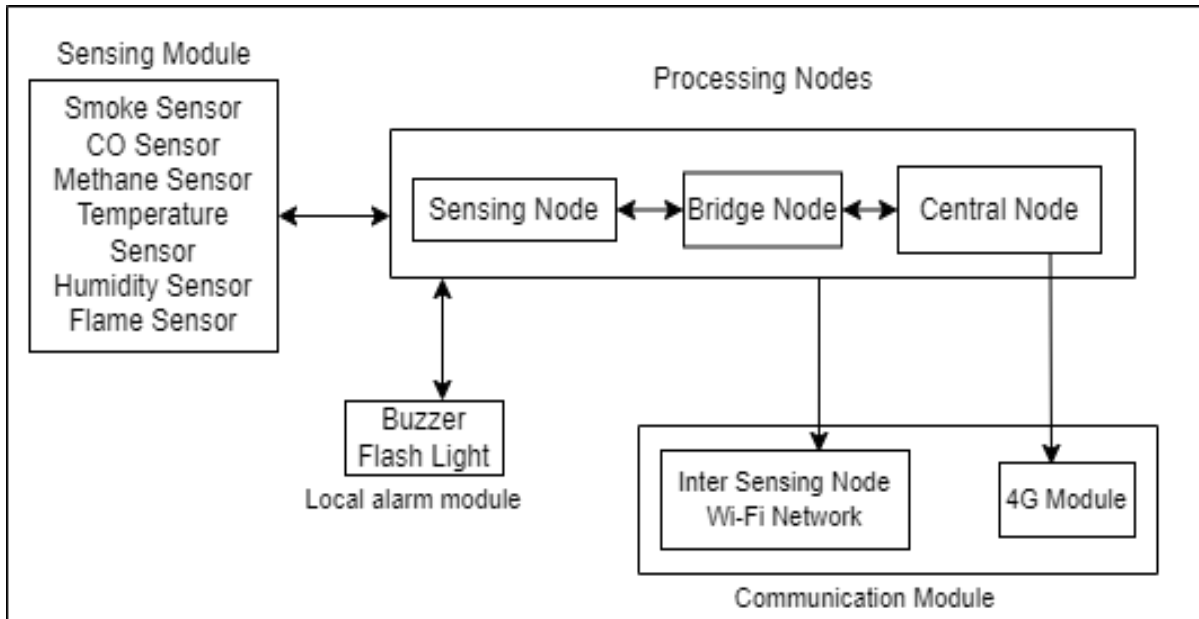 Sensing Module
Smoke Sensor
CO Sensor
Methane Sensor
Temperature
Sensor
Humidity Sensor
Flame Sensor
Processing Nodes
Sensing Node
Bridge Node
Central Node
Buzzer
Flash Light
Local alarm module
Inter Sensing Node
Wi-Fi Network
4G Module
Communication Module